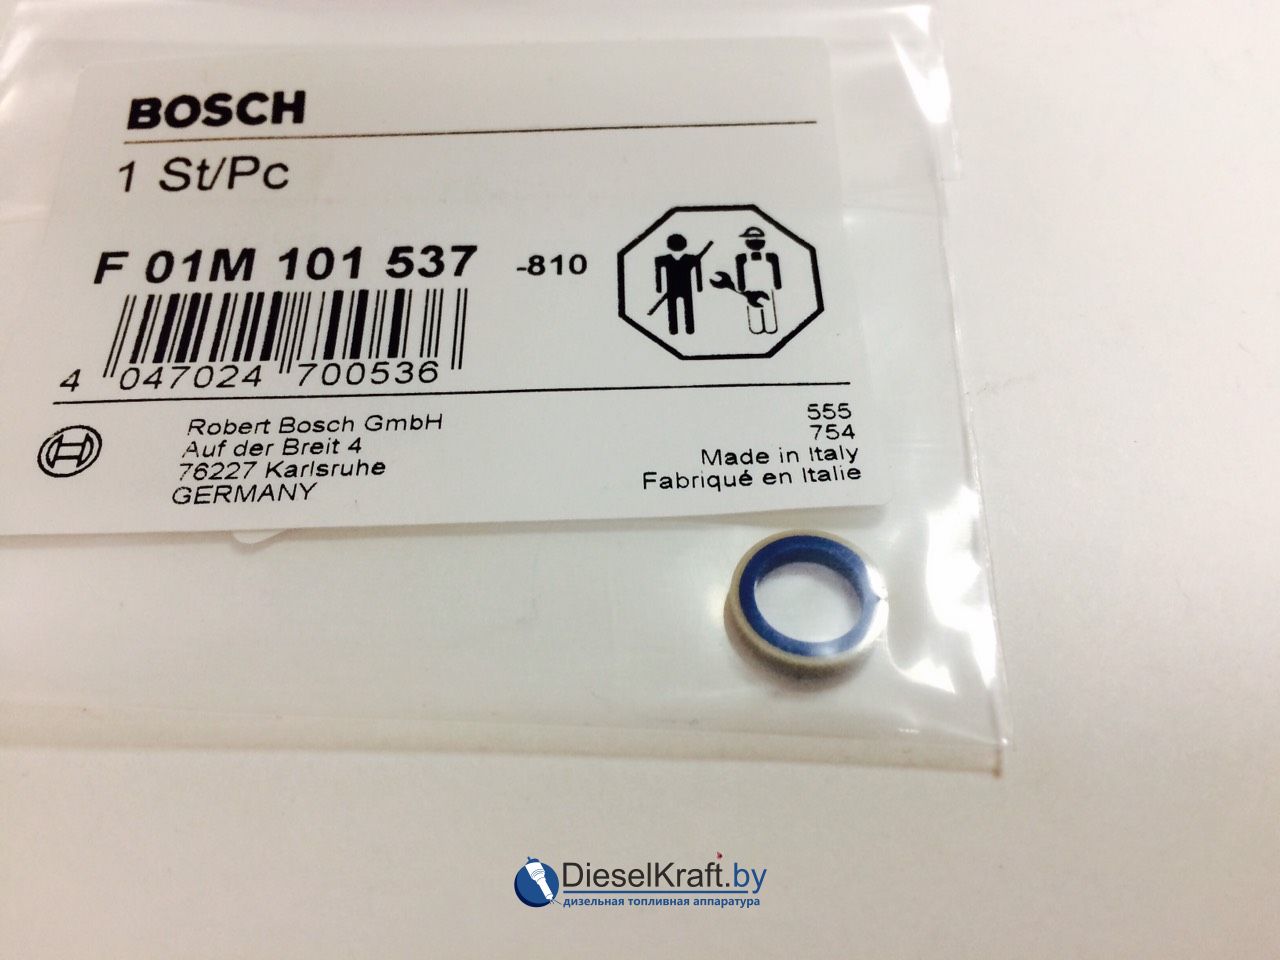 BOSCH
1 St/Pc
F 01M 101 537 -810
4 047024 700536
Robert Bosch GmbH
Auf der Breit 4
76227 Karlsruhe
GERMANY
555
754
Made in Italy
Fabriqué en Italie
DieselKraft.by
дизельная топливная аппаратура